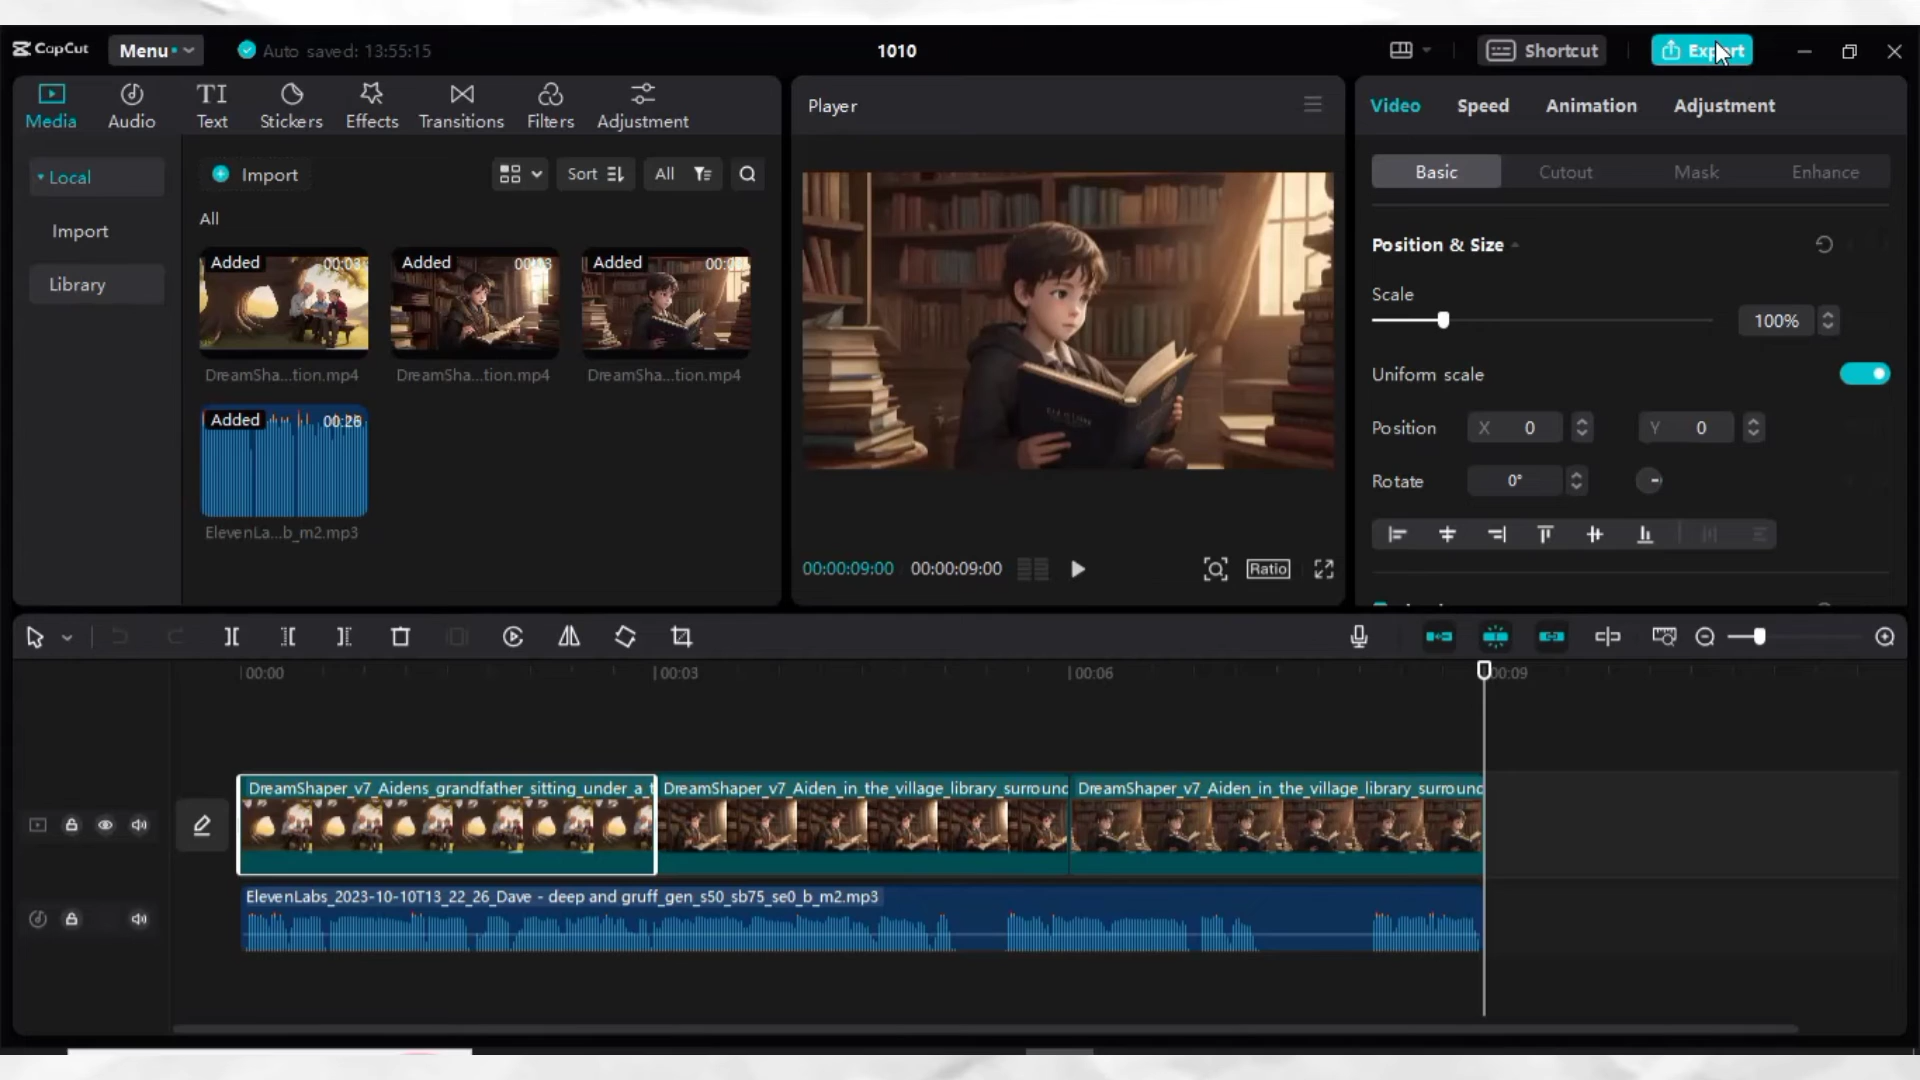 CapCut
Menu
Auto saved: 13:55:15
1010
Shortcut
Export
Media
Audio
TI
Text
Stickers
Effects
Transitions
Filters
Adjustment
Local
Import
Library
Import
Sort
All
All
Added
00:03
DreamSha...tion.mp4
Added
DreamSha...tion.mp4
Added
DreamSha...tion.mp4
Added
00:26
ElevenLa...b_m2.mp3
Player
00:00:09:00
00:00:09:00
Ratio
Video
Speed
Animation
Adjustment
Basic
Cutout
Mask
Enhance
Position & Size
Scale
100%
Uniform scale
Position
X
0
Y
0
Rotate
0°
00:00
00:03
00:06
00:09
DreamShaper_v7_Aidens_grandfather_sitting_under_a_t
DreamShaper_v7_Aiden_in_the_village_library_surround
DreamShaper_v7_Aiden_in_the_village_library_surround
ElevenLabs_2023-10-10T13_22_26_Dave - deep and gruff_gen_s50_sb75_se0_b_m2.mp3